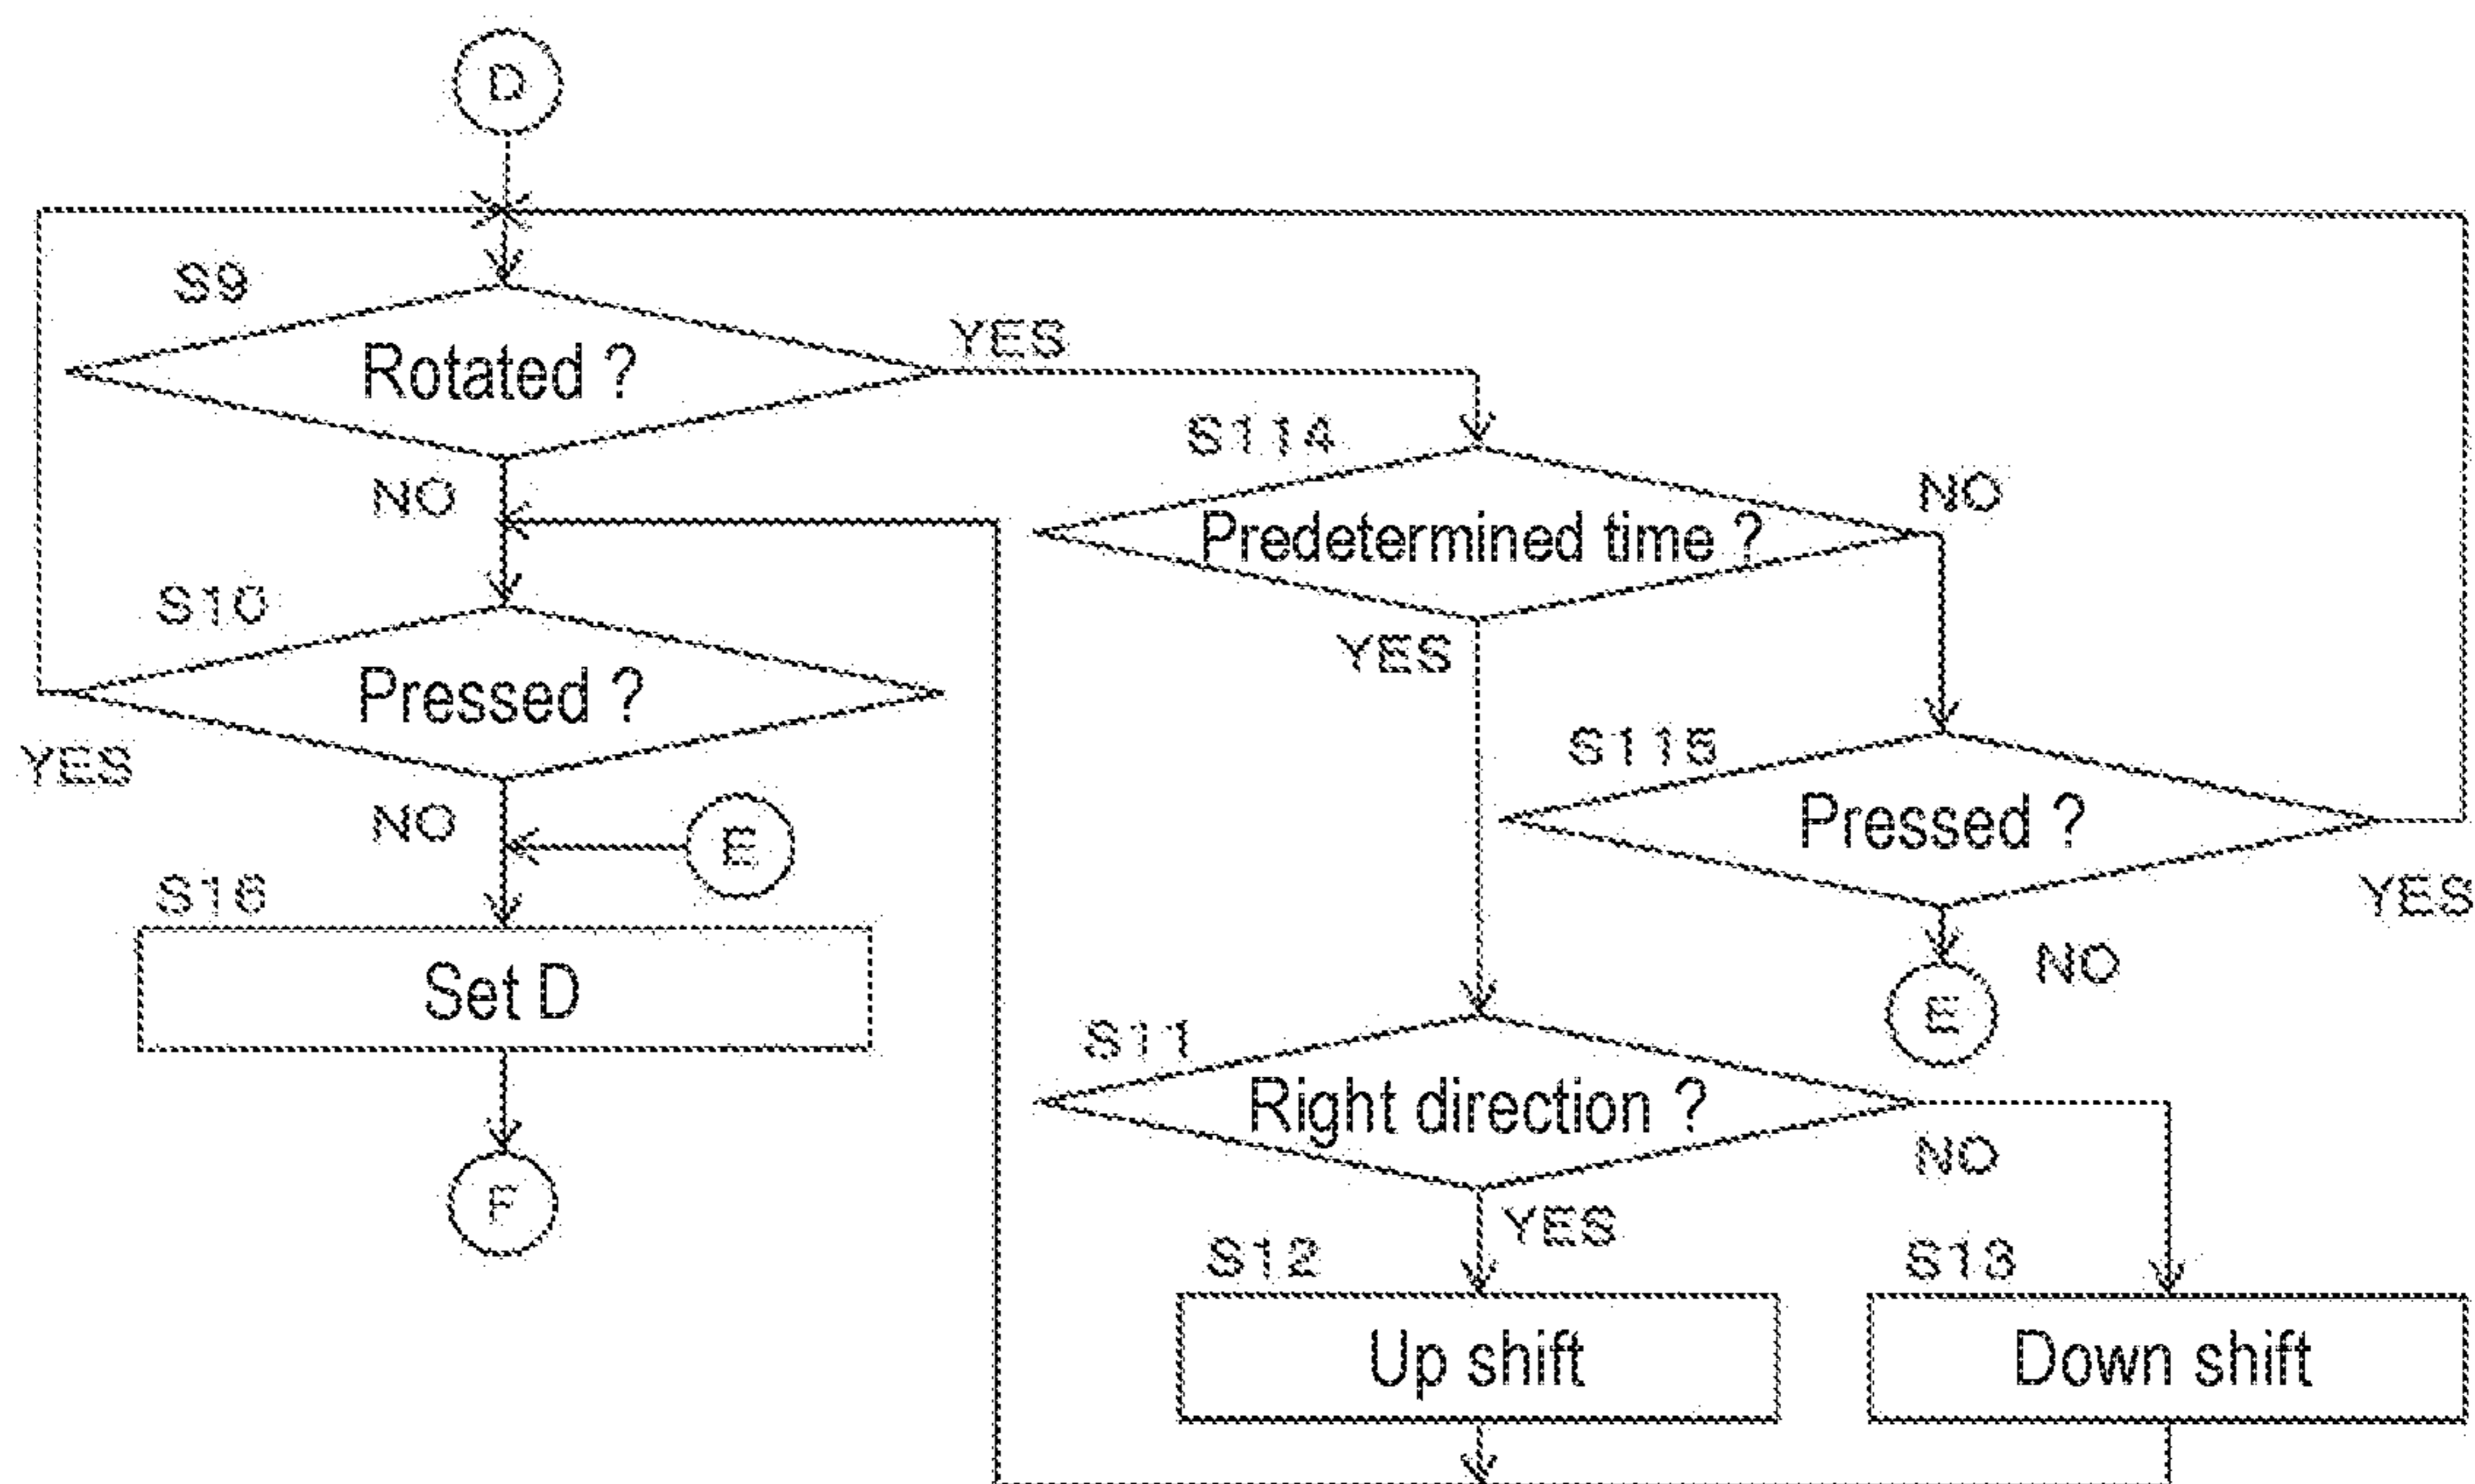 D
S9
Rotated ?
YES
NO
S114
Predetermined time ?
NO
YES
S10
Pressed ?
YES
NO
E
S115
Pressed ?
YES
NO
E
S16
Set D
F
S11
Right direction ?
NO
YES
S12
Up shift
S13
Down shift